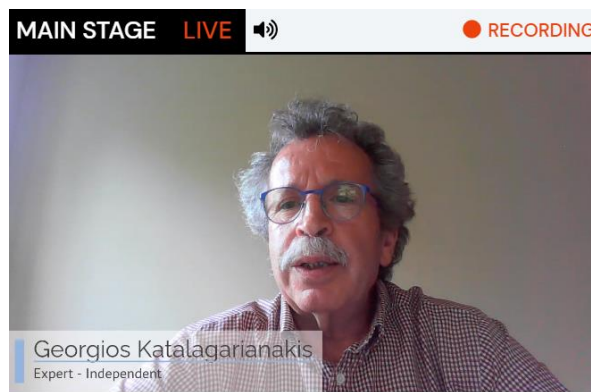 MAIN STAGE LIVE RECORDING
Georgios Katalagarianakis
Expert - Independent